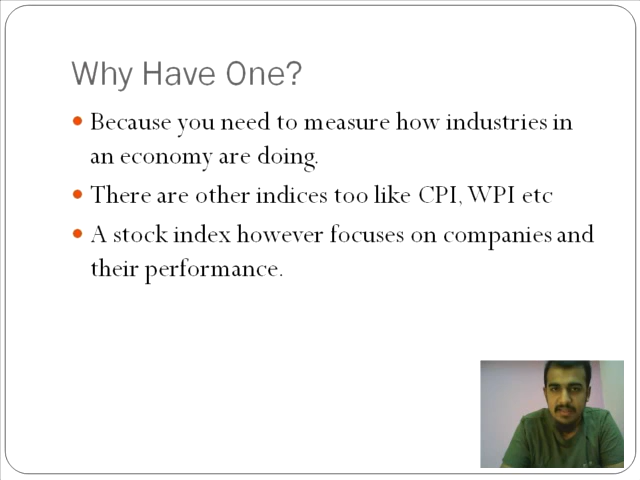 Why Have One?
Because you need to measure how industries in
an economy are doing.
There are other indices too like CPI, WPI etc
A stock index however focuses on companies and
their performance.